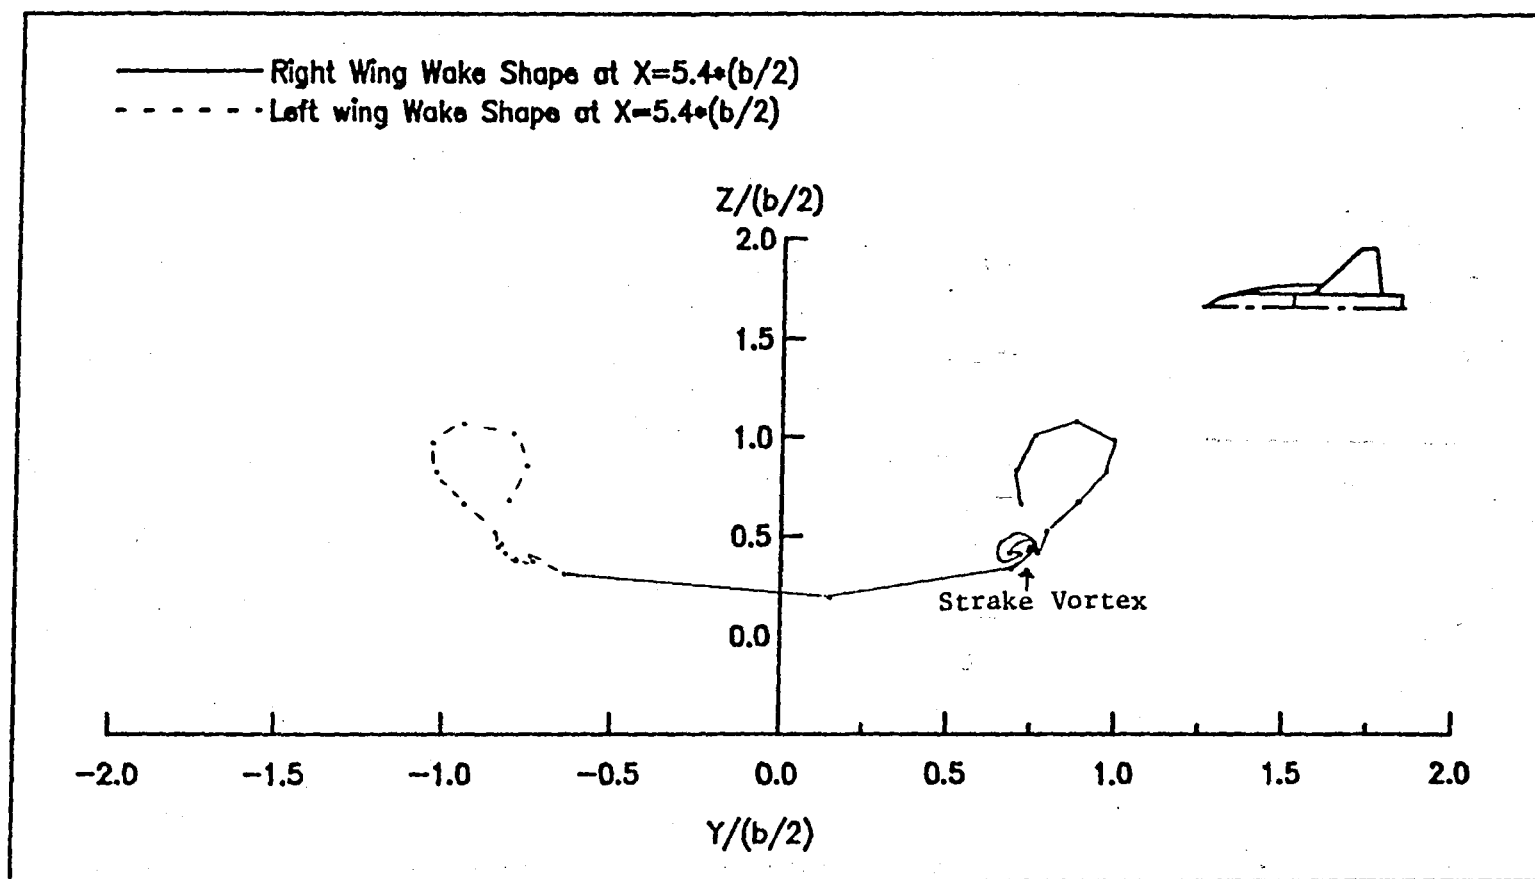 Right Wing Wake Shape at X=5.4*(b/2)
Left wing Wake Shape at X=5.4*(b/2)
Z/(b/2)
2.0
1.5
1.0
0.5
0.0
Strake Vortex
-2.0 -1.5 -1.0 -0.5 0.0 0.5 1.0 1.5 2.0
Y/(b/2)